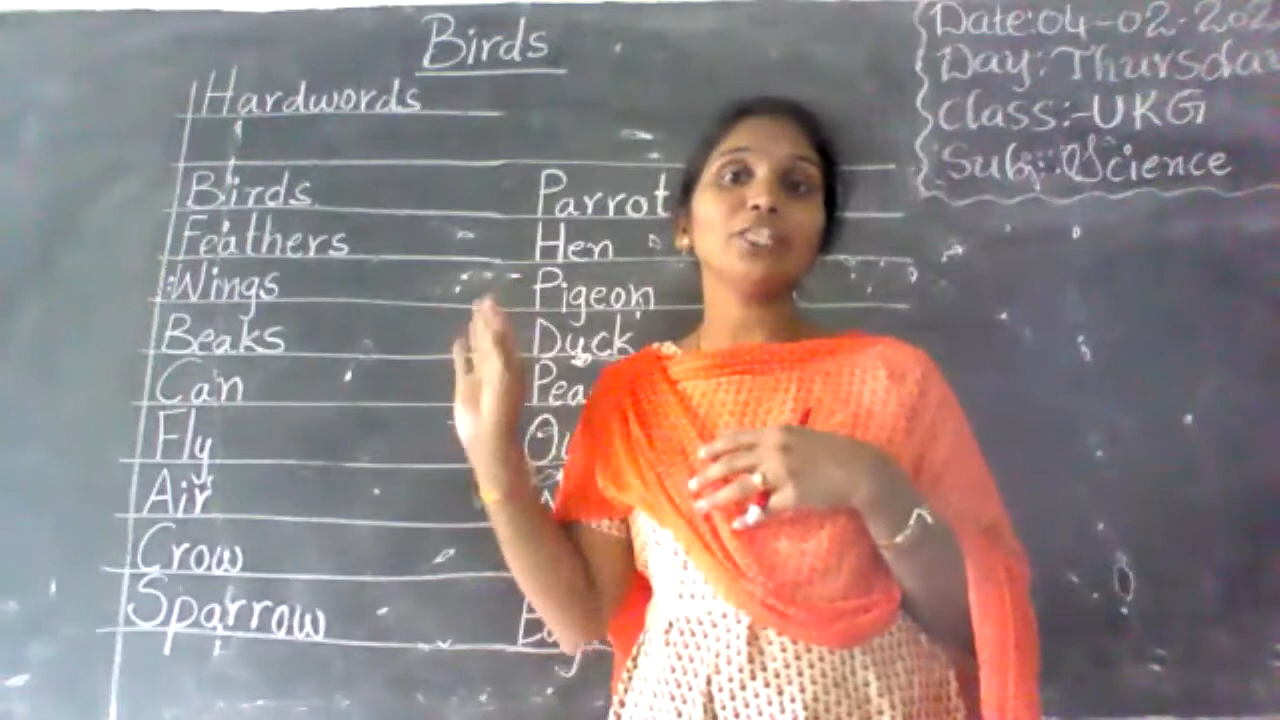 Birds
Hardwords
Birds
Feathers
Wings
Beaks
Can
Fly
Air
Crow
Sparrow
Parrot
Hen
Pigeon
Duck
Date:04-02-202
Day:Thursday
Class:-UKG
Sub:Science